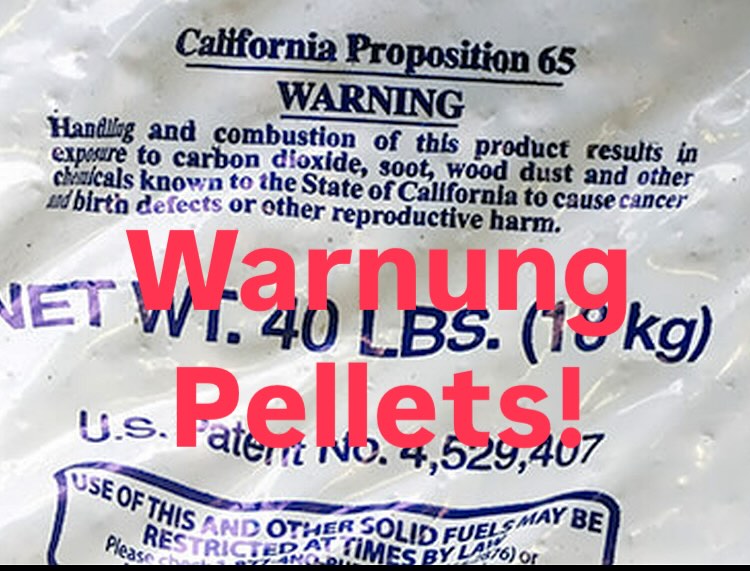 California Proposition 65
WARNING
Handling and combustion of this product results in
exposure to carbon dioxide, soot, wood dust and other
chemicals known to the State of California to cause cancer
and birth defects or other reproductive harm.
Warnung
NET WT. 40 LBS. (18 kg)
Pellets!
U.S. Patent No. 4,529,407
USE OF THIS AND OTHER SOLID FUELS MAY BE
RESTRICTED AT TIMES BY LAW
Please